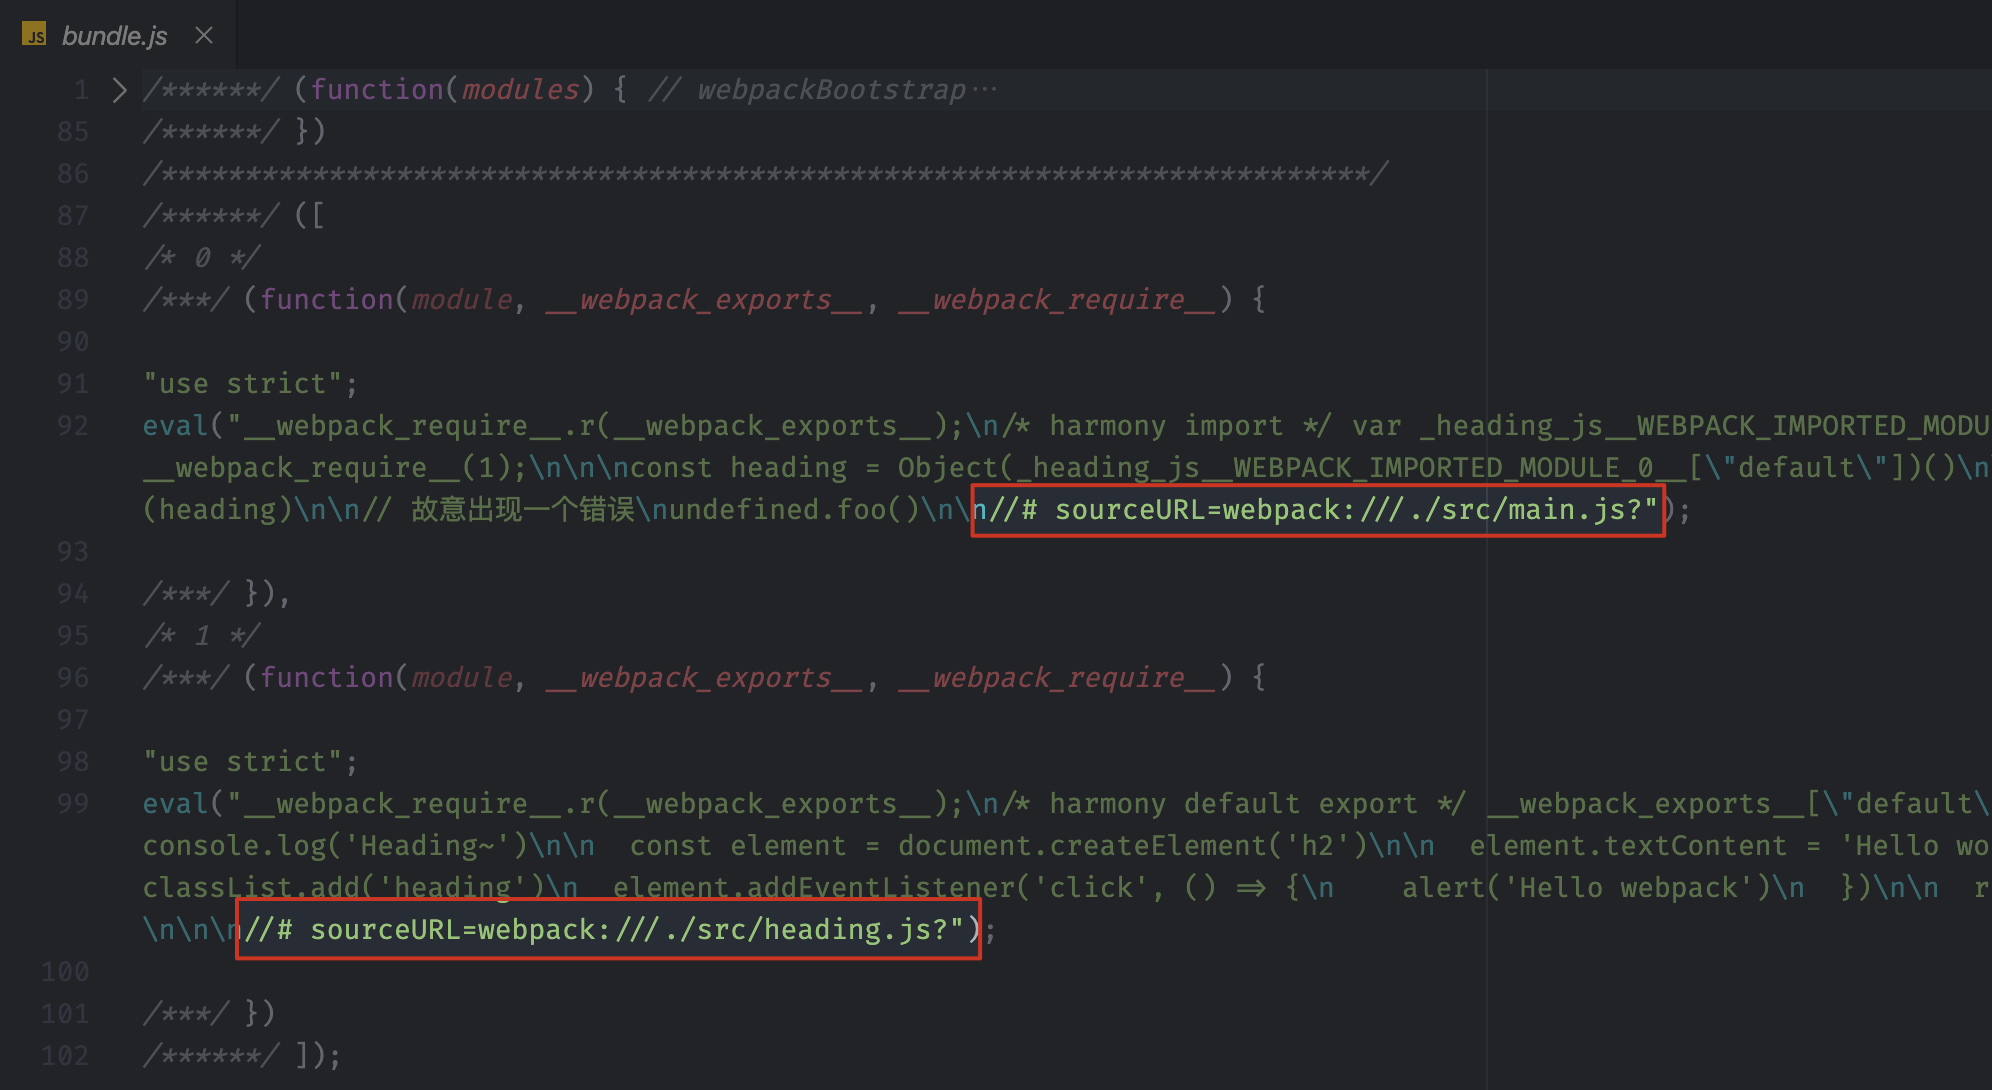 JS bundle.js ×
1 > /******/ (function(modules) { // webpackBootstrap···
85 /******/ })
86 /************************************************************************/
87 /******/ ([
88 /* 0 */
89 /***/ (function(module, __webpack_exports__, __webpack_require__) {
90
91 "use strict";
92 eval("__webpack_require__.r(__webpack_exports__);\n/* harmony import */ var _heading_js__WEBPACK_IMPORTED_MODU
__webpack_require__(1);\n\n\nconst heading = Object(_heading_js__WEBPACK_IMPORTED_MODULE_0__[\"default\"])()\n
(heading)\n\n// 故意出现一个错误\nundefined.foo()\n\n//# sourceURL=webpack:///./src/main.js?");
93
94 /***/ }),
95 /* 1 */
96 /***/ (function(module, __webpack_exports__, __webpack_require__) {
97
98 "use strict";
99 eval("__webpack_require__.r(__webpack_exports__);\n/* harmony default export */ __webpack_exports__[\"default\
console.log('Heading~')\n\n  const element = document.createElement('h2')\n\n  element.textContent = 'Hello wo
classList.add('heading')\n  element.addEventListener('click', () => {\n    alert('Hello webpack')\n  })\n\n  r
\n\n\n//# sourceURL=webpack:///./src/heading.js?");
100
101 /***/ })
102 /******/ ]);